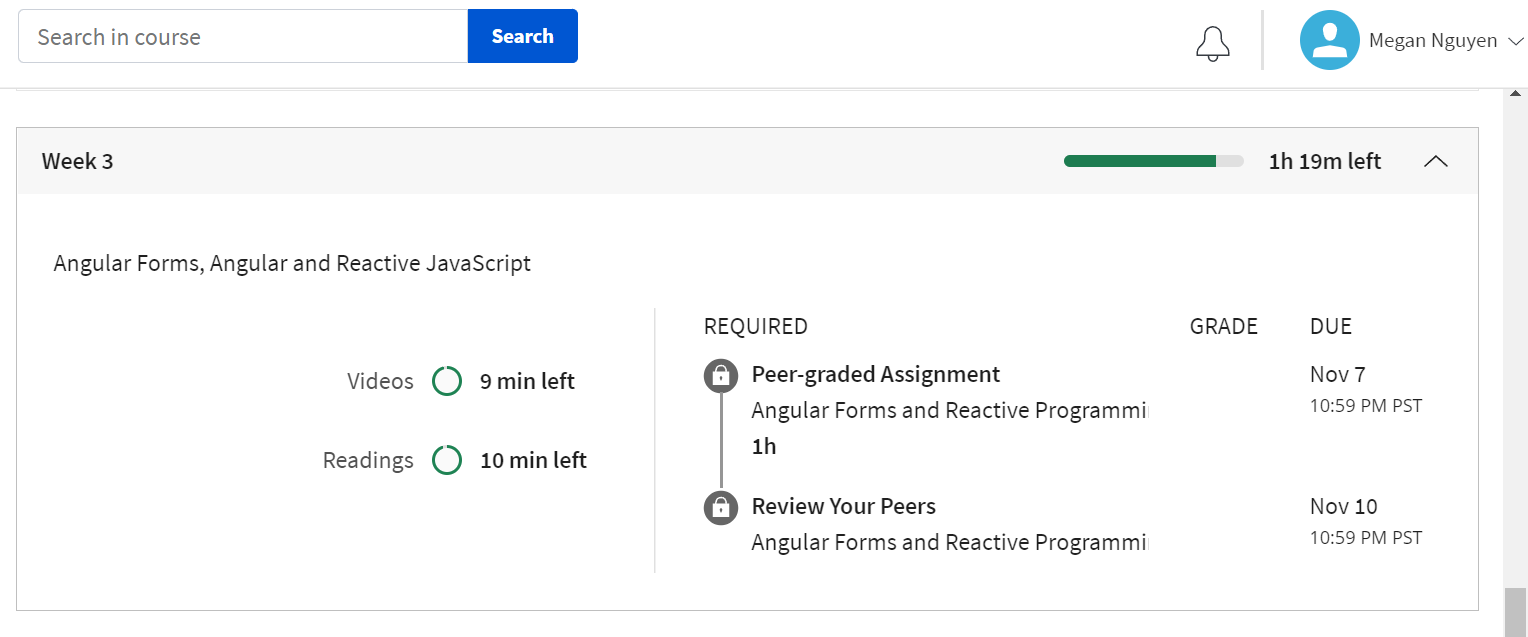 Search in course
Search
Megan Nguyen
Week 3
1h 19m left
Angular Forms, Angular and Reactive JavaScript
Videos
9 min left
Readings
10 min left
REQUIRED
GRADE
DUE
Peer-graded Assignment
Nov 7
Angular Forms and Reactive Programmi
10:59 PM PST
1h
Review Your Peers
Nov 10
Angular Forms and Reactive Programmi
10:59 PM PST